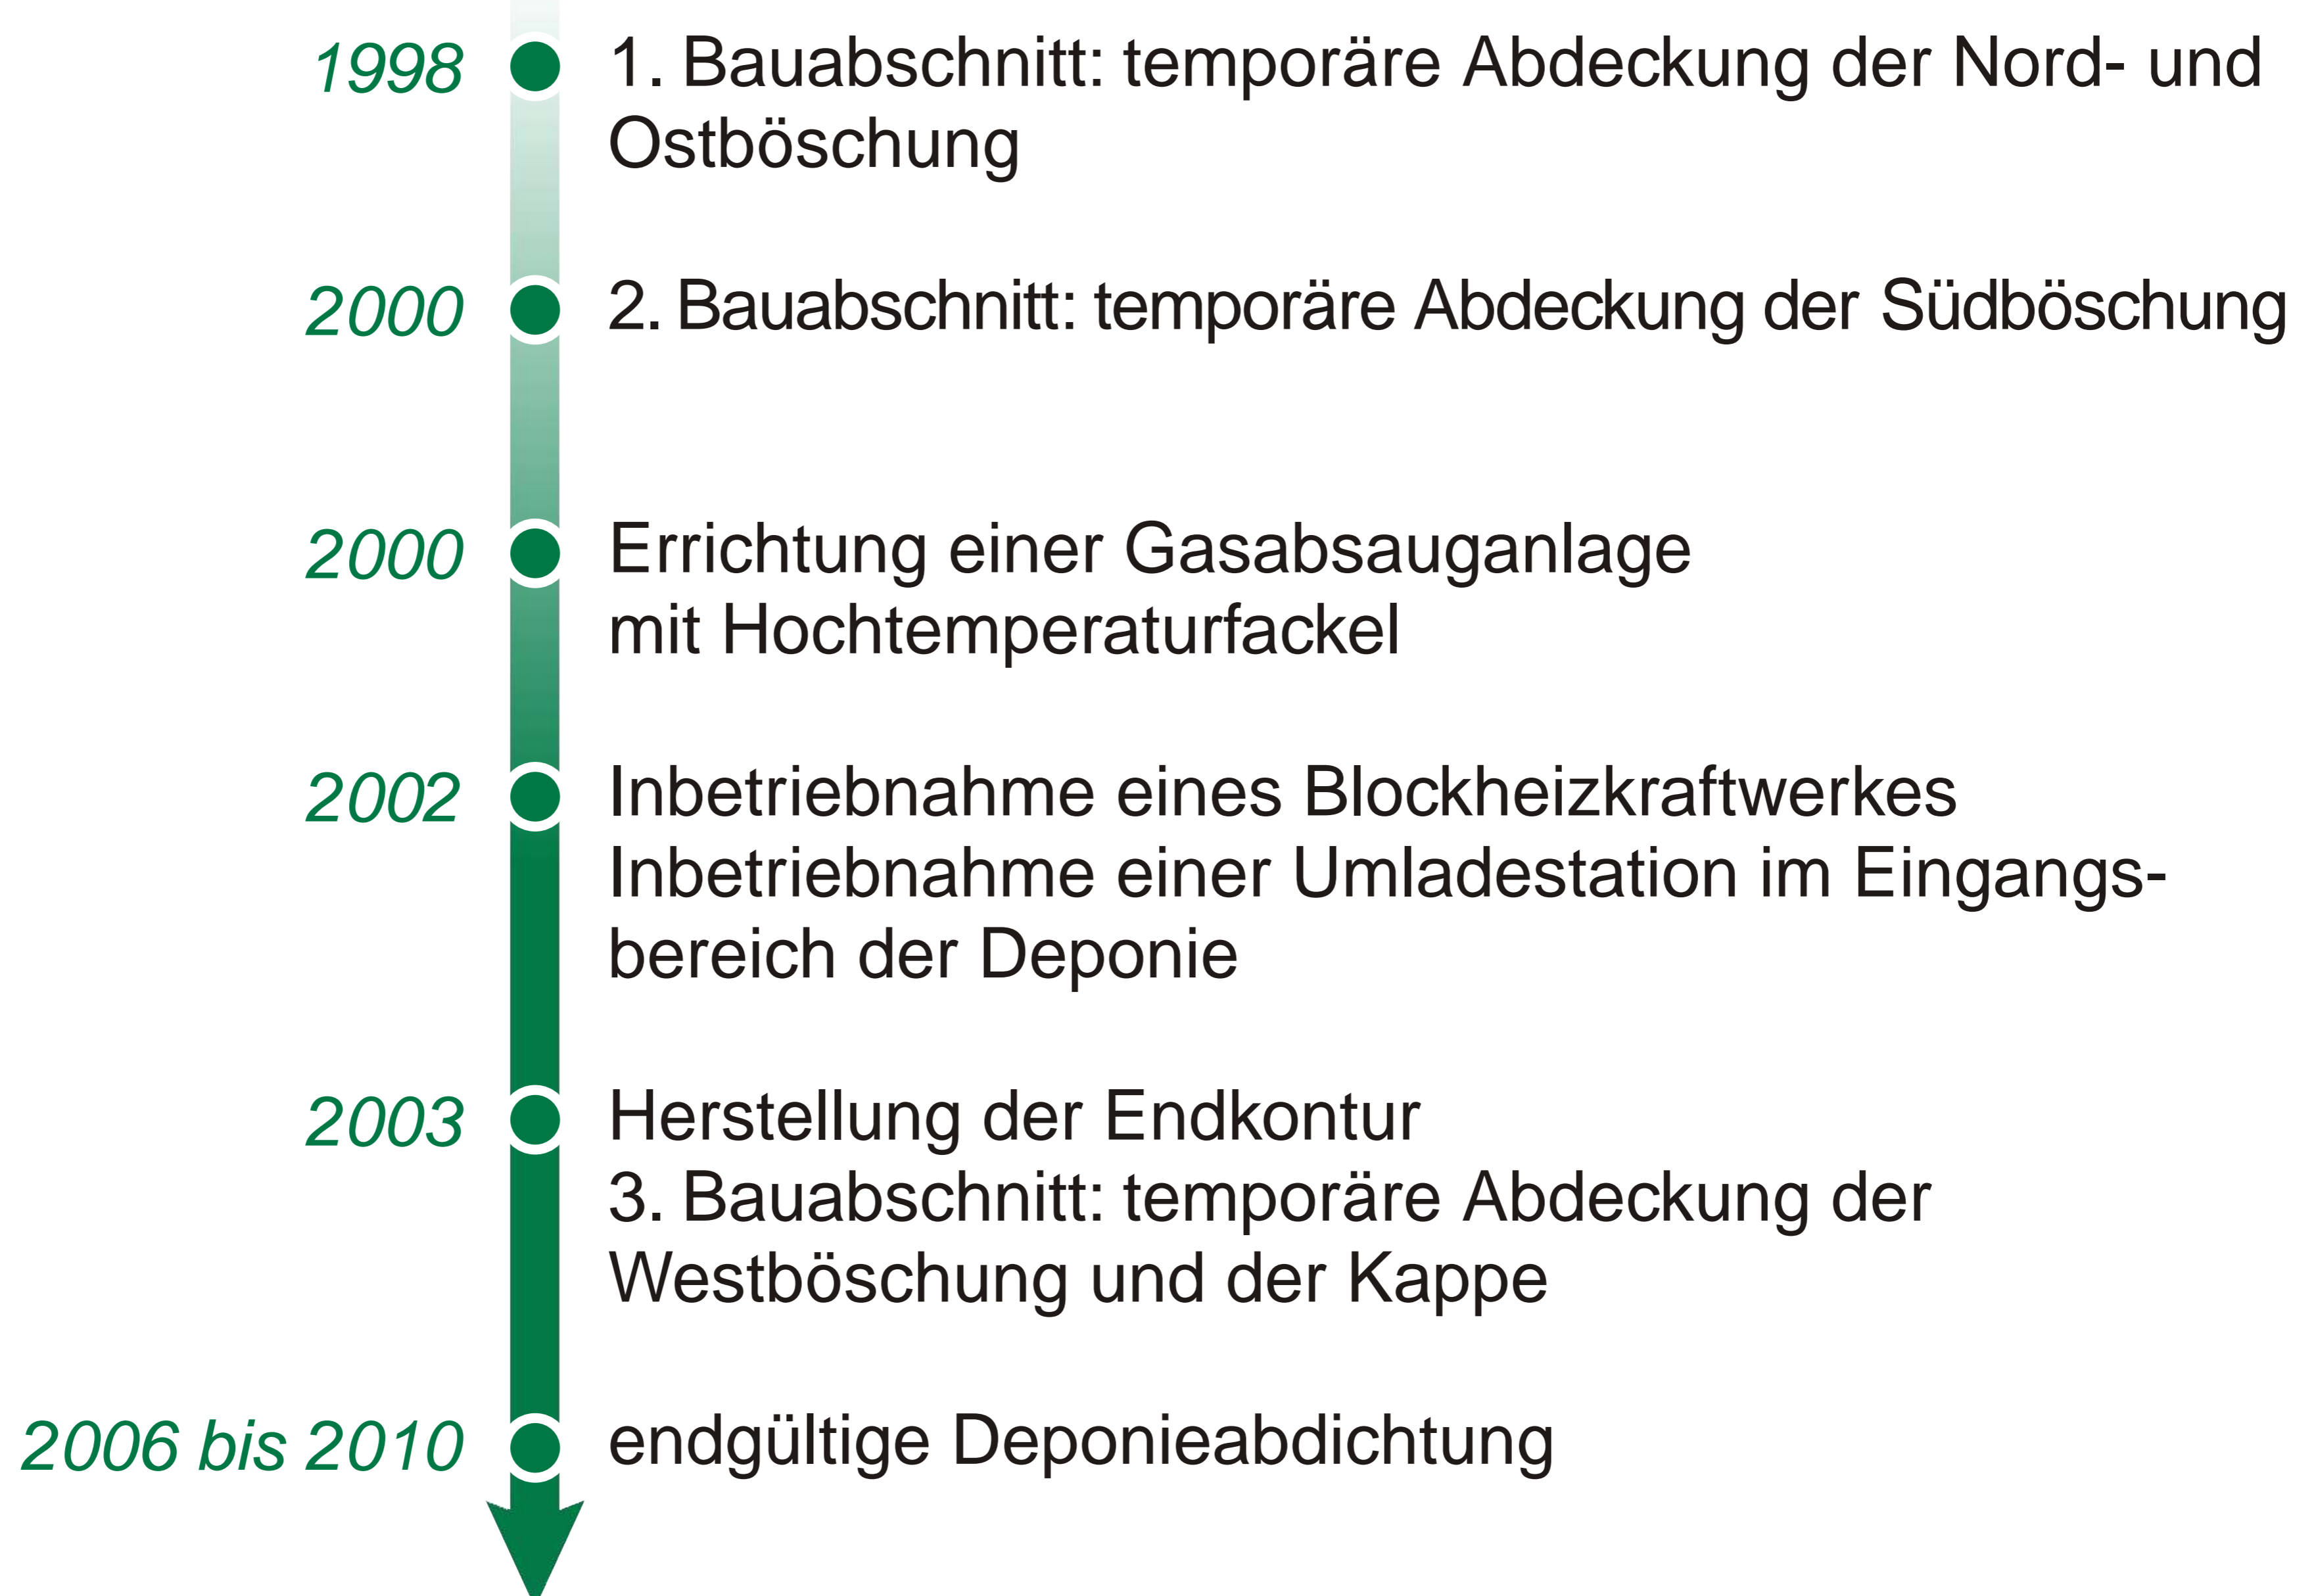 1998
1. Bauabschnitt: temporäre Abdeckung der Nord- und
Ostböschung
2000
2. Bauabschnitt: temporäre Abdeckung der Südböschung
2000
Errichtung einer Gasabsauganlage
mit Hochtemperaturfackel
2002
Inbetriebnahme eines Blockheizkraftwerkes
Inbetriebnahme einer Umladestation im Eingangs-
bereich der Deponie
2003
Herstellung der Endkontur
3. Bauabschnitt: temporäre Abdeckung der
Westböschung und der Kappe
2006 bis 2010
endgültige Deponieabdichtung